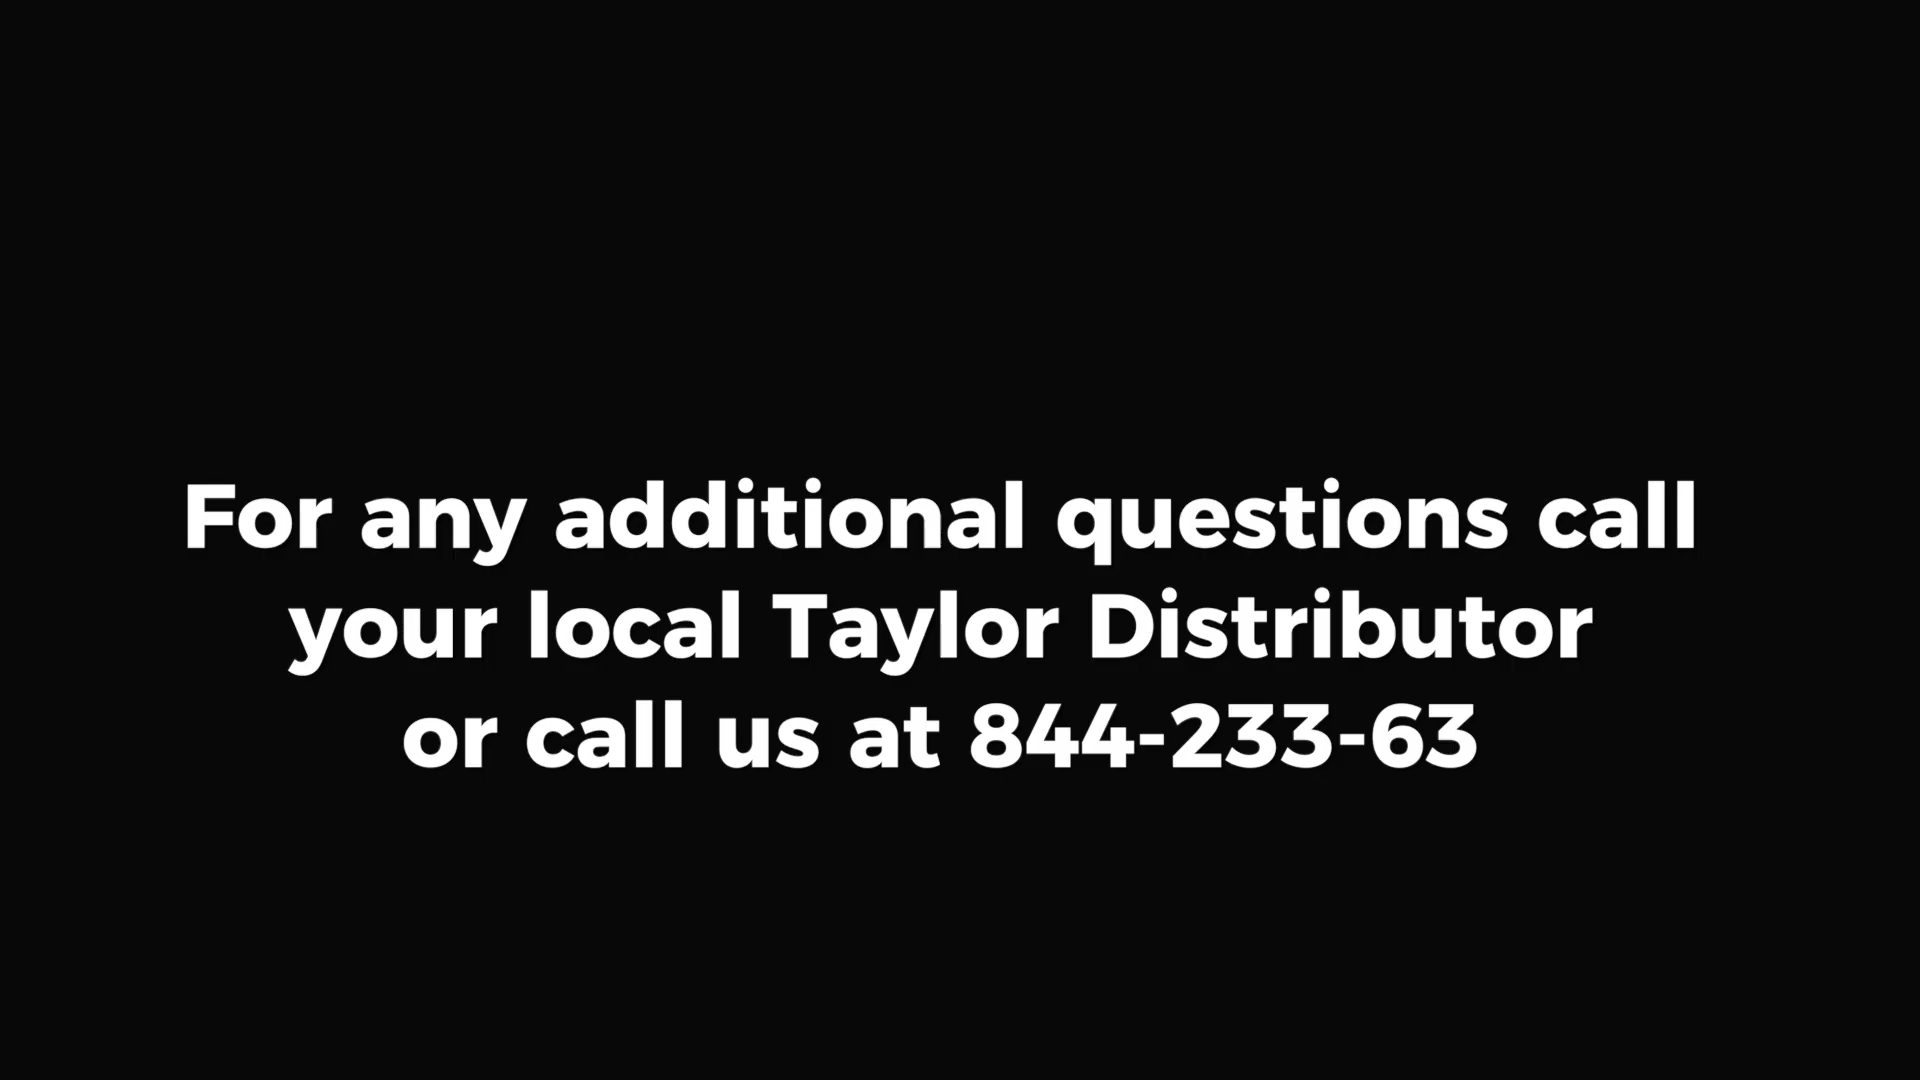 For any additional questions call
your local Taylor Distributor
or call us at 844-233-63